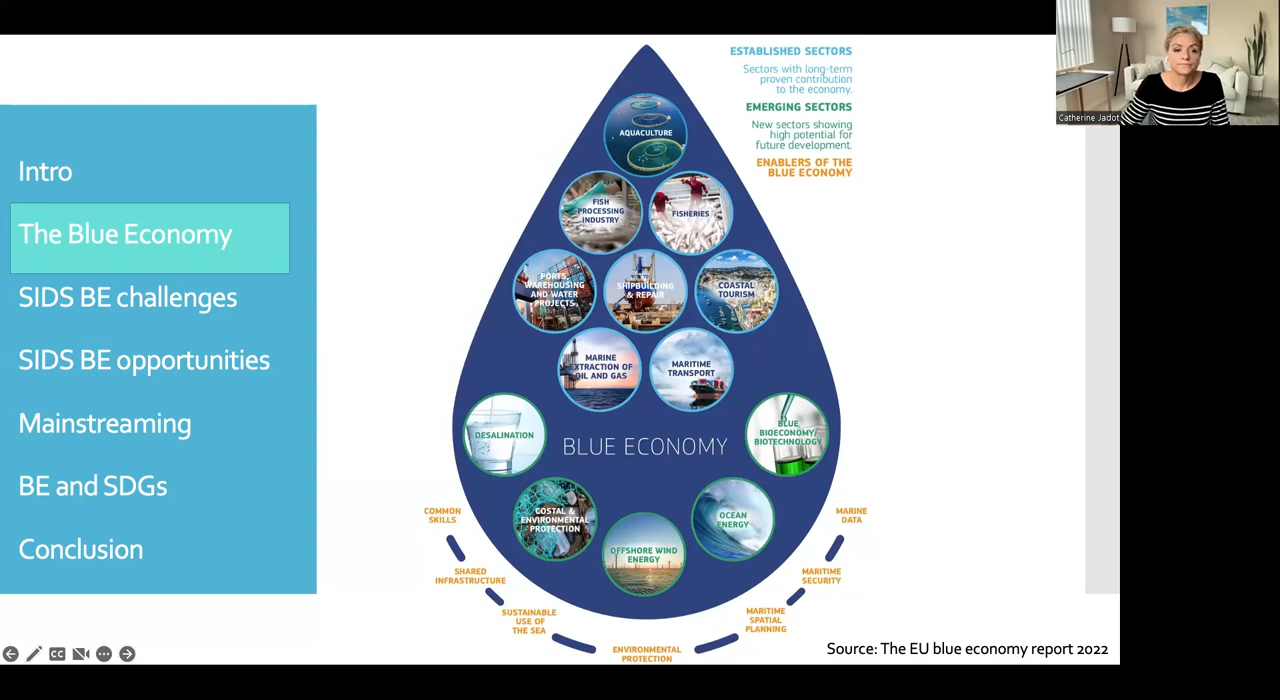 Intro
The Blue Economy
SIDS BE challenges
SIDS BE opportunities
Mainstreaming
BE and SDGs
Conclusion
ESTABLISHED SECTORS
Sectors with long-term
proven contribution
to the economy.
EMERGING SECTORS
New sectors showing
high potential for
future development.
ENABLERS OF THE
BLUE ECONOMY
AQUACULTURE
FISH
PROCESSING
INDUSTRY
FISHERIES
PORTS,
WAREHOUSING
AND WATER
PROJECTS
SHIPBUILDING
& REPAIR
COASTAL
TOURISM
MARINE
EXTRACTION OF
OIL AND GAS
MARITIME
TRANSPORT
DESALINATION
BLUE ECONOMY
BLUE
BIOECONOMY/
BIOTECHNOLOGY
COSTAL &
ENVIRONMENTAL
PROTECTION
OCEAN
ENERGY
OFFSHORE WIND
ENERGY
COMMON
SKILLS
SHARED
INFRASTRUCTURE
SUSTAINABLE
USE OF
THE SEA
ENVIRONMENTAL
PROTECTION
MARITIME
SPATIAL
PLANNING
MARITIME
SECURITY
MARINE
DATA
Source: The EU blue economy report 2022
Catherine Jadot
CC